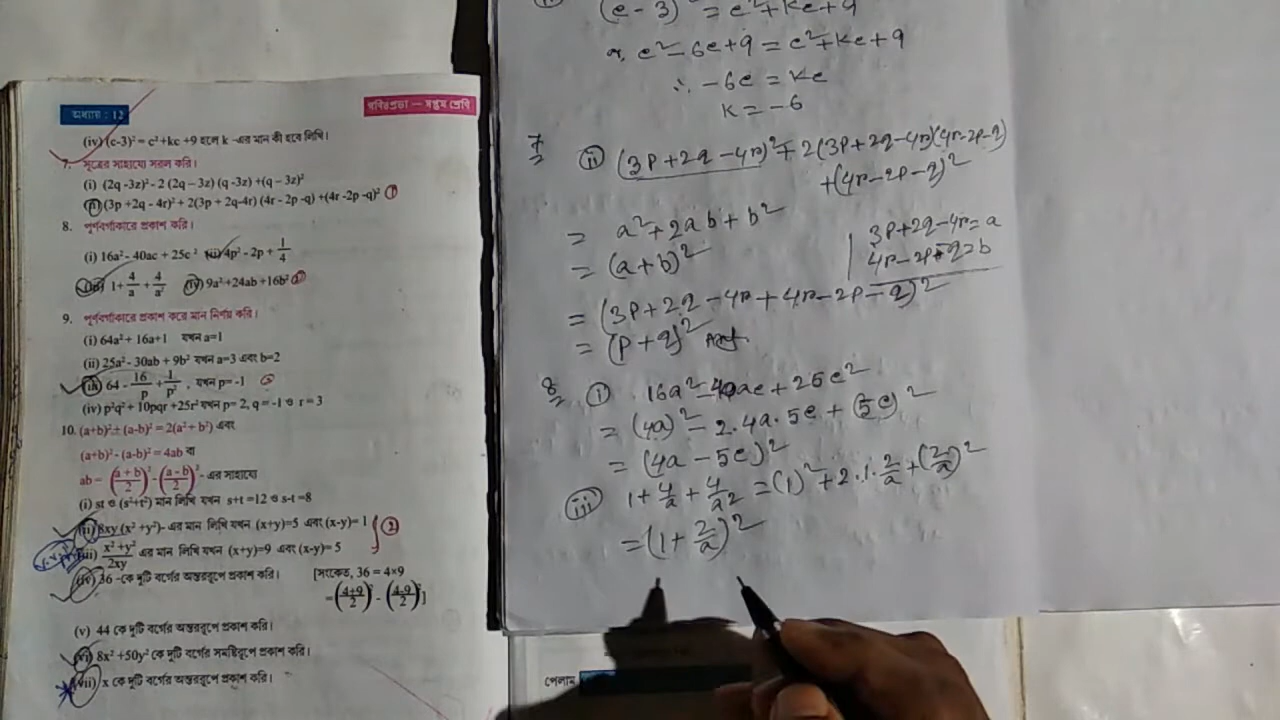 অধ্যায় : 12
গণিতপ্রভা — সপ্তম শ্রেণি
(iv) (c-3)² = c² +kc +9 হলে k -এর মান কী হবে লিখি।
7. সূত্রের সাহায্যে সরল করি।
(i) (2q -3z)² - 2 (2q – 3z) (q -3z) +(q – 3z)²
(ii) (3p + 2q - 4r)² + 2(3p + 2q-4r) (4r - 2p -q) +(4r -2p -q)²
8. পূর্ণবর্গাকারে প্রকাশ করি।
(i) 16a² - 40ac + 25c² (ii) 4p² - 2p + 1/4
(iii) 1+ 4/a + 4/a² (iv) 9a² +24ab +16b²
9. পূর্ণবর্গাকারে প্রকাশ করে মান নির্ণয় করি।
(i) 64a² + 16a+1 যখন a=1
(ii) 25a² - 30ab + 9b² যখন a=3 এবং b=2
(iii) 64 - 16/p + 1/p² , যখন p= -1
(iv) p²q² + 10pqr +25r² যখন p= 2, q = -1 ও r = 3
10. (a+b)² + (a-b)² = 2(a² + b²) এবং
(a+b)² - (a-b)² = 4ab বা
ab = (a + b/2)² - (a – b/2)² -এর সাহায্যে
(i) st ও (s²+t²) মান লিখি যখন s+t =12 ও s-t =8
(ii) 8xy (x² +y²)- এর মান লিখি যখন (x+y)=5 এবং (x-y)= 1
(iii) x² + y²/2xy এর মান লিখি যখন (x+y)=9 এবং (x-y)= 5
(iv) 36 -কে দুটি বর্গের অন্তররূপে প্রকাশ করি। [সংকেত, 36 = 4×9
= (4+9/2)² - (4-9/2)²]
(v) 44 কে দুটি বর্গের অন্তররূপে প্রকাশ করি।
(vi) 8x² +50y² কে দুটি বর্গের সমষ্টিরূপে প্রকাশ করি।
(vii) x কে দুটি বর্গের অন্তররূপে প্রকাশ করি।
(c - 3)² = c² + kc + 9
বা, c² - 6c + 9 = c² + kc + 9
∴ -6c = kc
k = -6
7 (ii) (3p + 2q - 4r)² + 2(3p + 2q - 4r)(4r - 2p - q)
+(4r - 2p - q)²
= a² + 2ab + b²
3p + 2q - 4r = a
= (a + b)²
4r - 2p - q = b
= (3p + 2q - 4r + 4r - 2p - q)²
= (p + q)² Ans.
8 (i) 16a² - 40ac + 25c²
= (4a)² - 2.4a.5c + (5c)²
= (4a - 5c)²
(iii) 1 + 4/a + 4/a² = (1)² + 2.1.2/a + (2/a)²
= (1 + 2/a)²
পেলাম